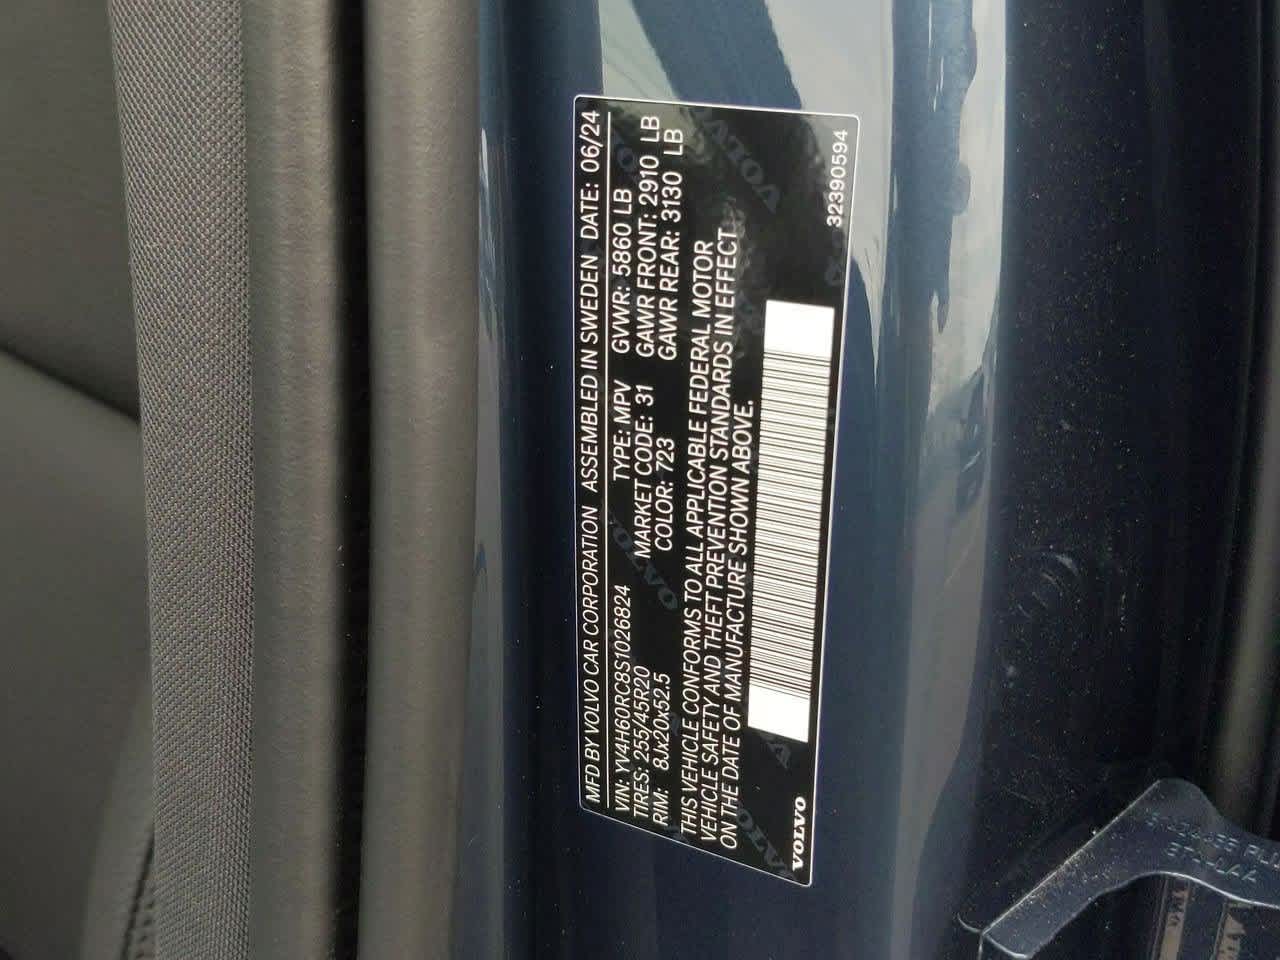 MFD BY VOLVO CAR CORPORATION ASSEMBLED IN SWEDEN DATE: 06/24
VIN: YV4H60RC8S1026824 TYPE: MPV GVWR: 5860 LB
TIRES: 255/45R20 MARKET CODE: 31 GAWR FRONT: 2910 LB
RIM: 8Jx20x52.5 COLOR: 723 GAWR REAR: 3130 LB
THIS VEHICLE CONFORMS TO ALL APPLICABLE FEDERAL MOTOR
VEHICLE SAFETY AND THEFT PREVENTION STANDARDS IN EFFECT
ON THE DATE OF MANUFACTURE SHOWN ABOVE.
VOLVO 32390594